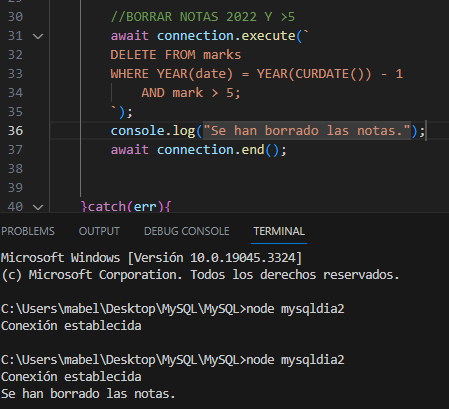 30 //BORRAR NOTAS 2022 Y >5
31 await connection.execute(`
32 DELETE FROM marks
33 WHERE YEAR(date) = YEAR(CURDATE()) - 1
34 AND mark > 5;
35 `);
36 console.log("Se han borrado las notas.");
37 await connection.end();
38
39
40 }catch(err){
PROBLEMS OUTPUT DEBUG CONSOLE TERMINAL
Microsoft Windows [Versión 10.0.19045.3324]
(c) Microsoft Corporation. Todos los derechos reservados.
C:\Users\mabel\Desktop\MySQL\MySQL>node mysqldia2
Conexión establecida
C:\Users\mabel\Desktop\MySQL\MySQL>node mysqldia2
Conexión establecida
Se han borrado las notas.